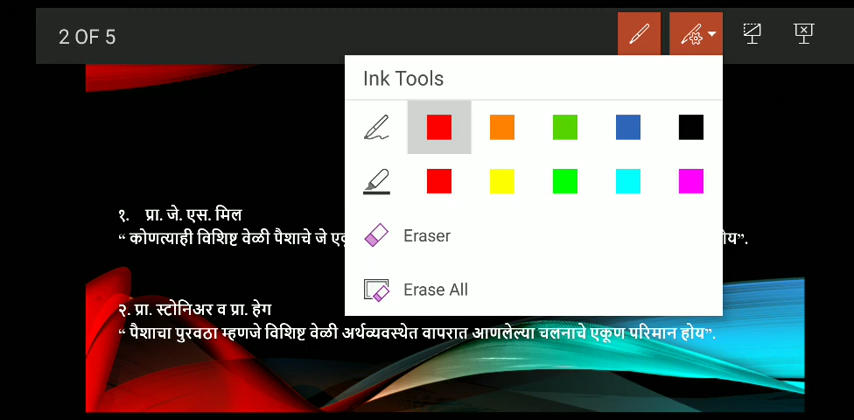 2 OF 5
Ink Tools
Eraser
Erase All
१. प्रा. जे. एस. मिल
“ कोणत्याही विशिष्ट वेळी पैशाचे जे होय”.
२. प्रा. स्टोनिअर व प्रा. हेग
“ पैशाचा पुरवठा म्हणजे विशिष्ट वेळी अर्थव्यवस्थेत वापरात आणलेल्या चलनाचे एकूण परिमान होय”.